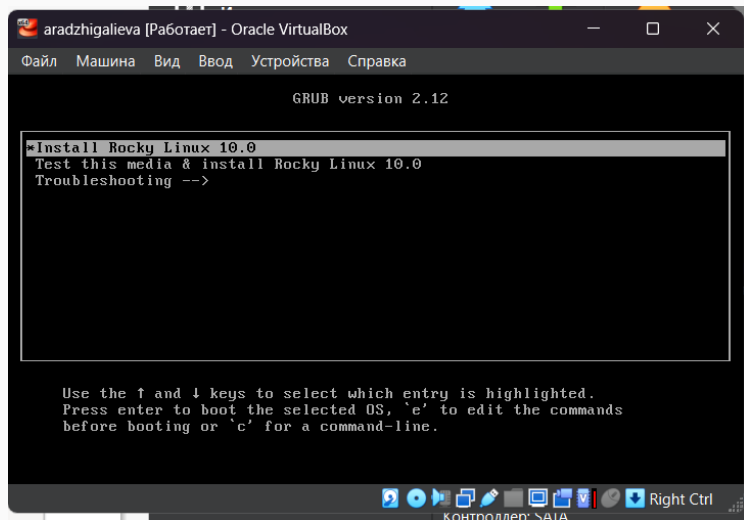 aradzhigalieva [Работает] - Oracle VirtualBox
Файл Машина Вид Ввод Устройства Справка
GRUB version 2.12
*Install Rocky Linux 10.0
Test this media & install Rocky Linux 10.0
Troubleshooting -->
Use the ↑ and ↓ keys to select which entry is highlighted.
Press enter to boot the selected OS, `e' to edit the commands
before booting or `c' for a command-line.
Right Ctrl
Контроллер: SATA